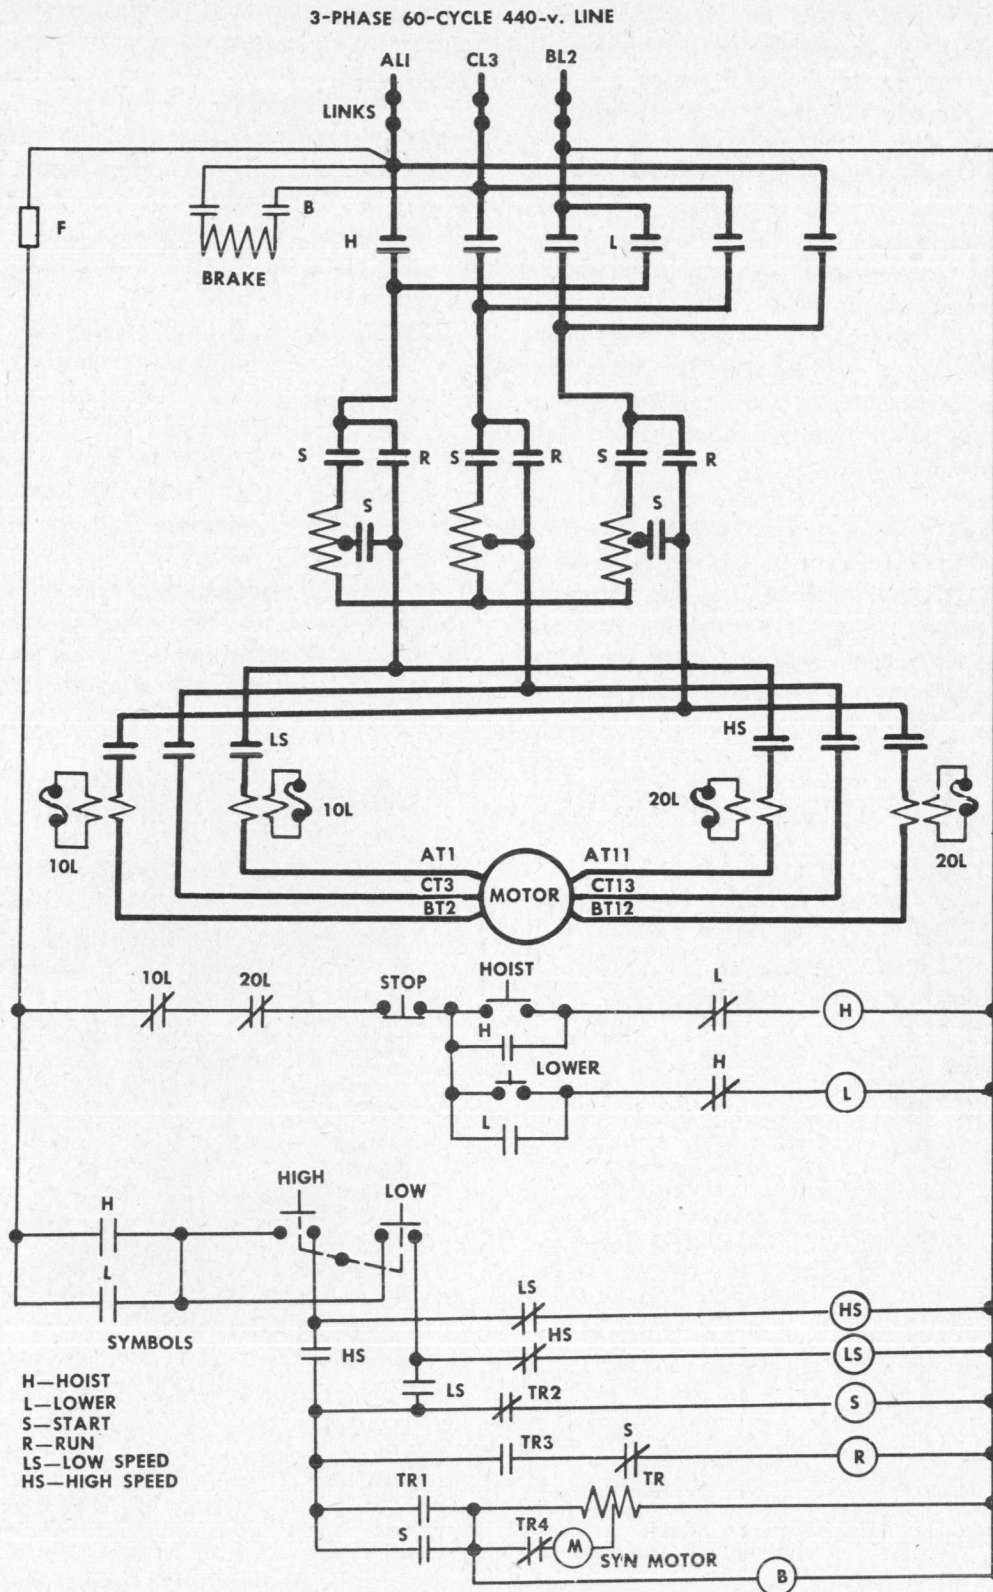 3-PHASE 60-CYCLE 440-v. LINE
AL1 CL3 BL2
LINKS
F B H L
BRAKE
S R S R S R
S S
LS HS
10L 20L
10L 20L
AT1 AT11
CT3 MOTOR CT13
BT2 BT12
10L 20L STOP HOIST L
H H
LOWER H
L L
HIGH LOW
H
L LS HS
SYMBOLS HS HS LS
H—HOIST LS TR2 S
L—LOWER
S—START
R—RUN TR3 S R
LS—LOW SPEED TR1 TR
HS—HIGH SPEED
S TR4 M SYN MOTOR
B